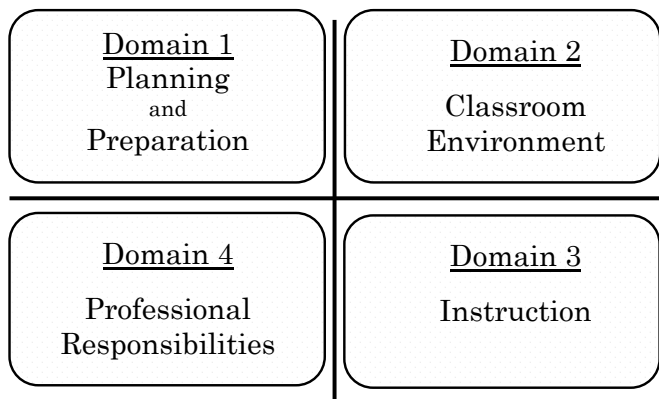 Domain 1
Planning
and
Preparation
Domain 2
Classroom
Environment
Domain 4
Professional
Responsibilities
Domain 3
Instruction